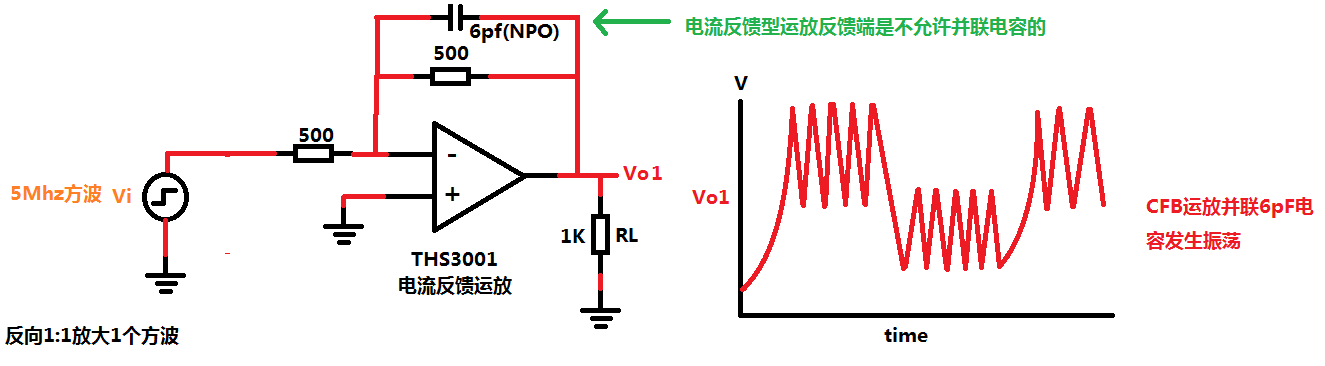 6pf(NPO)
电流反馈型运放反馈端是不允许并联电容的
500
500
-
+
5Mhz方波 Vi
Vo1
1K RL
THS3001
电流反馈运放
反向1:1放大1个方波
V
Vo1
time
CFB运放并联6pF电
容发生振荡